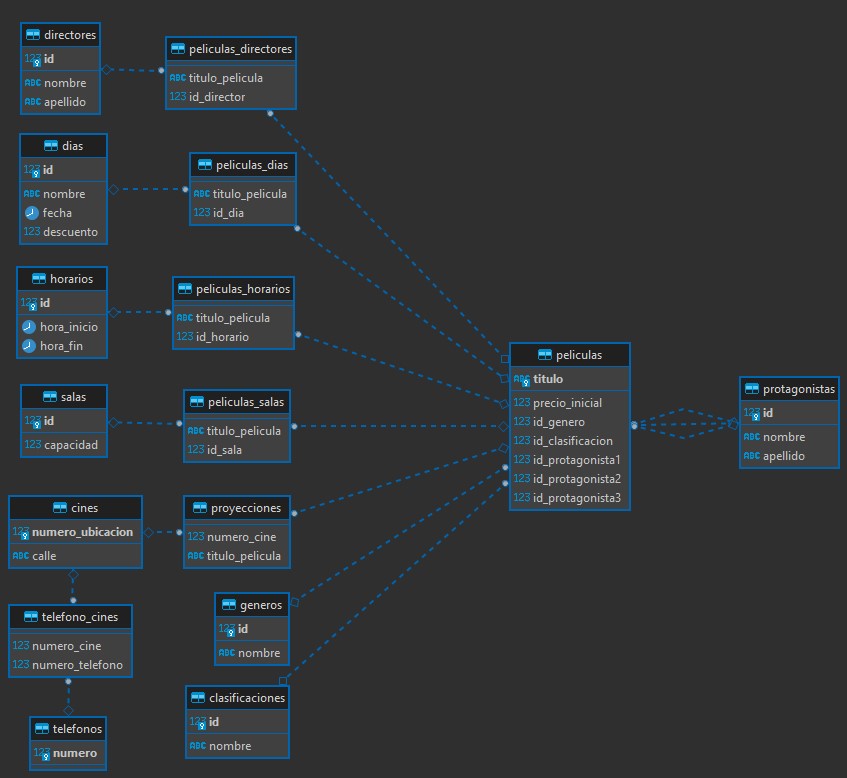 directores
123 id
ABC nombre
ABC apellido
peliculas_directores
ABC titulo_pelicula
123 id_director
dias
123 id
ABC nombre
fecha
123 descuento
peliculas_dias
ABC titulo_pelicula
123 id_dia
horarios
123 id
hora_inicio
hora_fin
peliculas_horarios
ABC titulo_pelicula
123 id_horario
salas
123 id
123 capacidad
peliculas_salas
ABC titulo_pelicula
123 id_sala
cines
123 numero_ubicacion
ABC calle
proyecciones
123 numero_cine
ABC titulo_pelicula
telefono_cines
123 numero_cine
123 numero_telefono
telefonos
123 numero
generos
123 id
ABC nombre
clasificaciones
123 id
ABC nombre
peliculas
ABC titulo
123 precio_inicial
123 id_genero
123 id_clasificacion
123 id_protagonista1
123 id_protagonista2
123 id_protagonista3
protagonistas
123 id
ABC nombre
ABC apellido